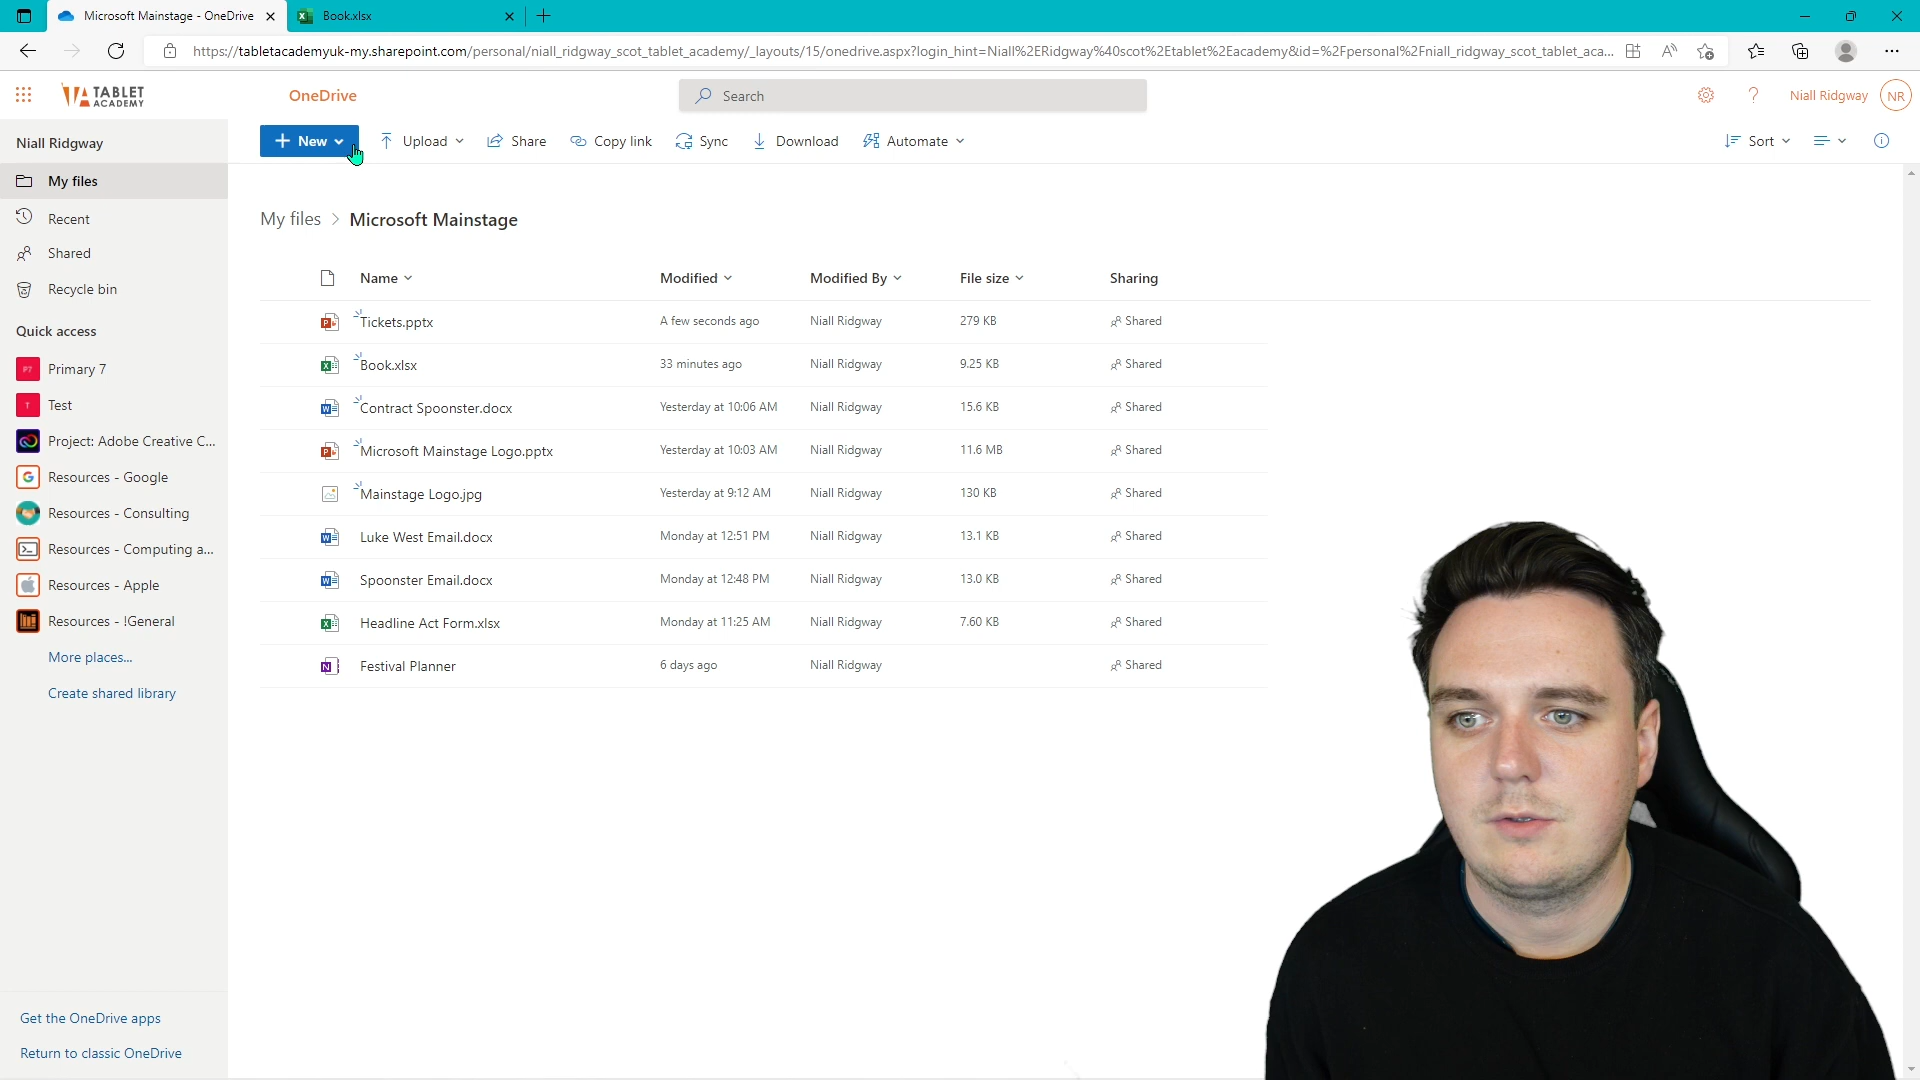 Microsoft Mainstage - OneDrive
Book.xlsx
https://tabletacademyuk-my.sharepoint.com/personal/niall_ridgway_scot_tablet_academy/_layouts/15/onedrive.aspx?login_hint=Niall%2ERidgway%40scot%2Etablet%2Eacademy&id=%2Fpersonal%2Fniall_ridgway_scot_tablet_aca...
TABLET ACADEMY
OneDrive
Search
Niall Ridgway
NR
Niall Ridgway
New
Upload
Share
Copy link
Sync
Download
Automate
Sort
My files
Recent
Shared
Recycle bin
Quick access
P7 Primary 7
T Test
Project: Adobe Creative C...
G Resources - Google
Resources - Consulting
Resources - Computing a...
Resources - Apple
Resources - !General
More places...
Create shared library
Get the OneDrive apps
Return to classic OneDrive
My files > Microsoft Mainstage
Name Modified Modified By File size Sharing
Tickets.pptx A few seconds ago Niall Ridgway 279 KB Shared
Book.xlsx 33 minutes ago Niall Ridgway 9.25 KB Shared
Contract Spoonster.docx Yesterday at 10:06 AM Niall Ridgway 15.6 KB Shared
Microsoft Mainstage Logo.pptx Yesterday at 10:03 AM Niall Ridgway 11.6 MB Shared
Mainstage Logo.jpg Yesterday at 9:12 AM Niall Ridgway 130 KB Shared
Luke West Email.docx Monday at 12:51 PM Niall Ridgway 13.1 KB Shared
Spoonster Email.docx Monday at 12:48 PM Niall Ridgway 13.0 KB Shared
Headline Act Form.xlsx Monday at 11:25 AM Niall Ridgway 7.60 KB Shared
Festival Planner 6 days ago Niall Ridgway Shared